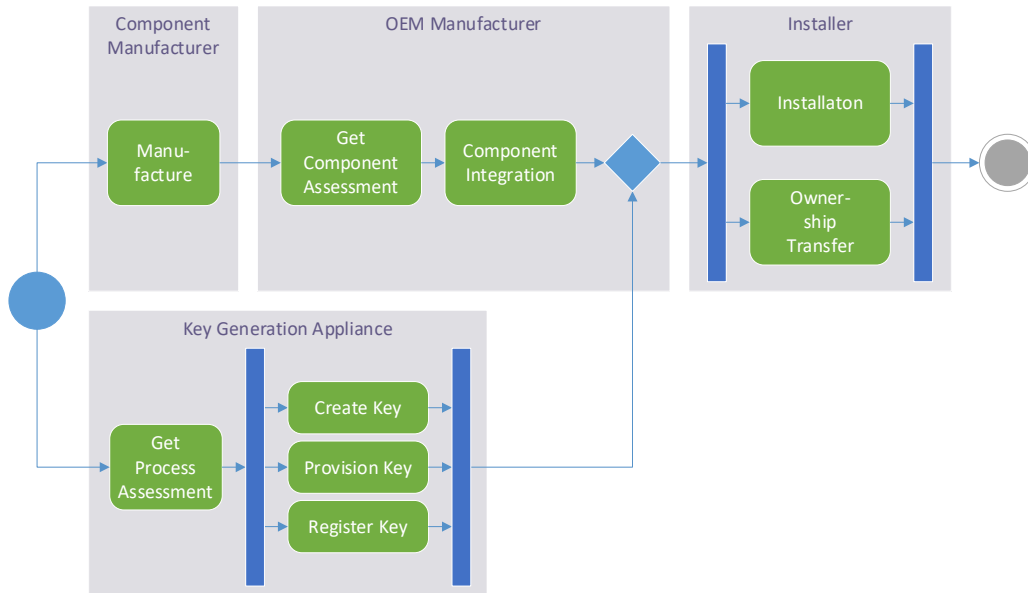 Component
Manufacturer
OEM Manufacturer
Installer
Manu-
facture
Get
Component
Assessment
Component
Integration
Installaton
Owner-
ship
Transfer
Key Generation Appliance
Get
Process
Assessment
Create Key
Provision Key
Register Key